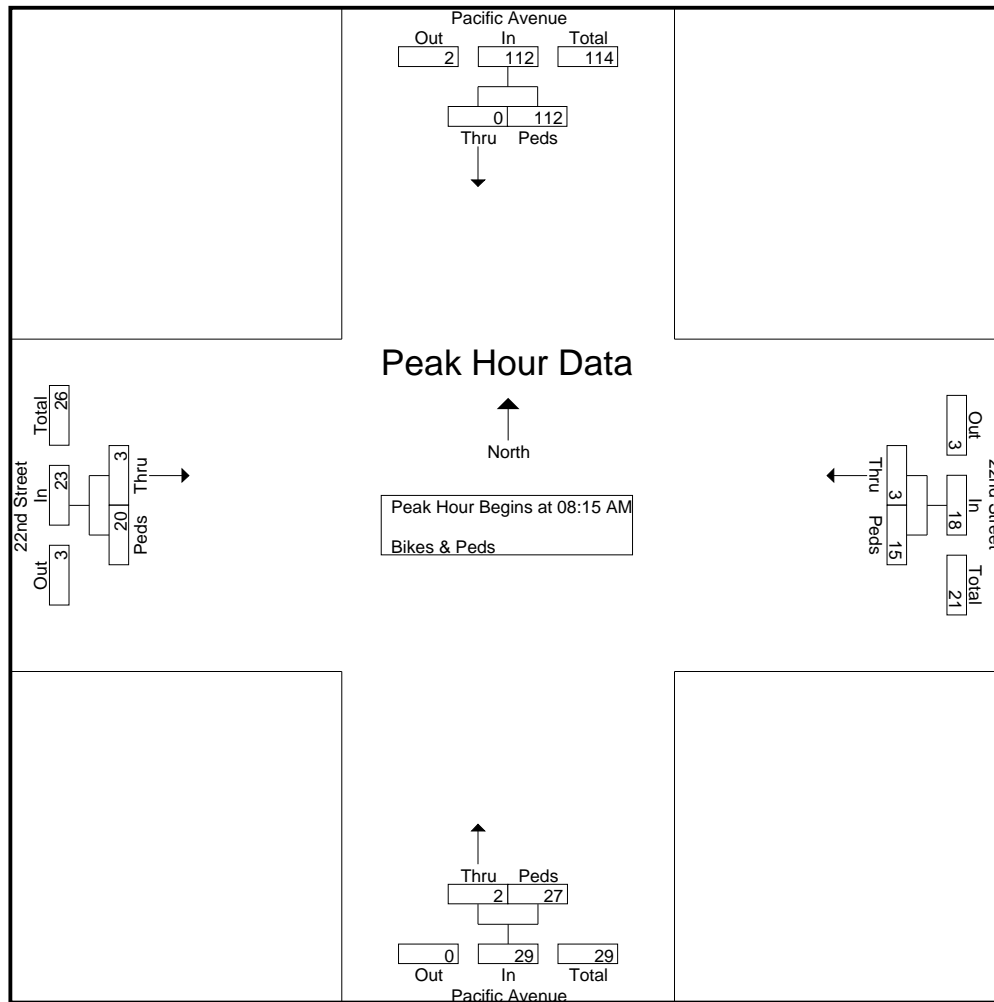 Pacific Avenue
Out In Total
2 112 114
0 112
Thru Peds
Peak Hour Data
North
Peak Hour Begins at 08:15 AM
Bikes & Peds
22nd Street
Total In Out
26 23 3
3 20
Thru Peds
22nd Street
Out In Total
3 18 21
3 15
Thru Peds
Thru Peds
2 27
0 29 29
Out In Total
Pacific Avenue